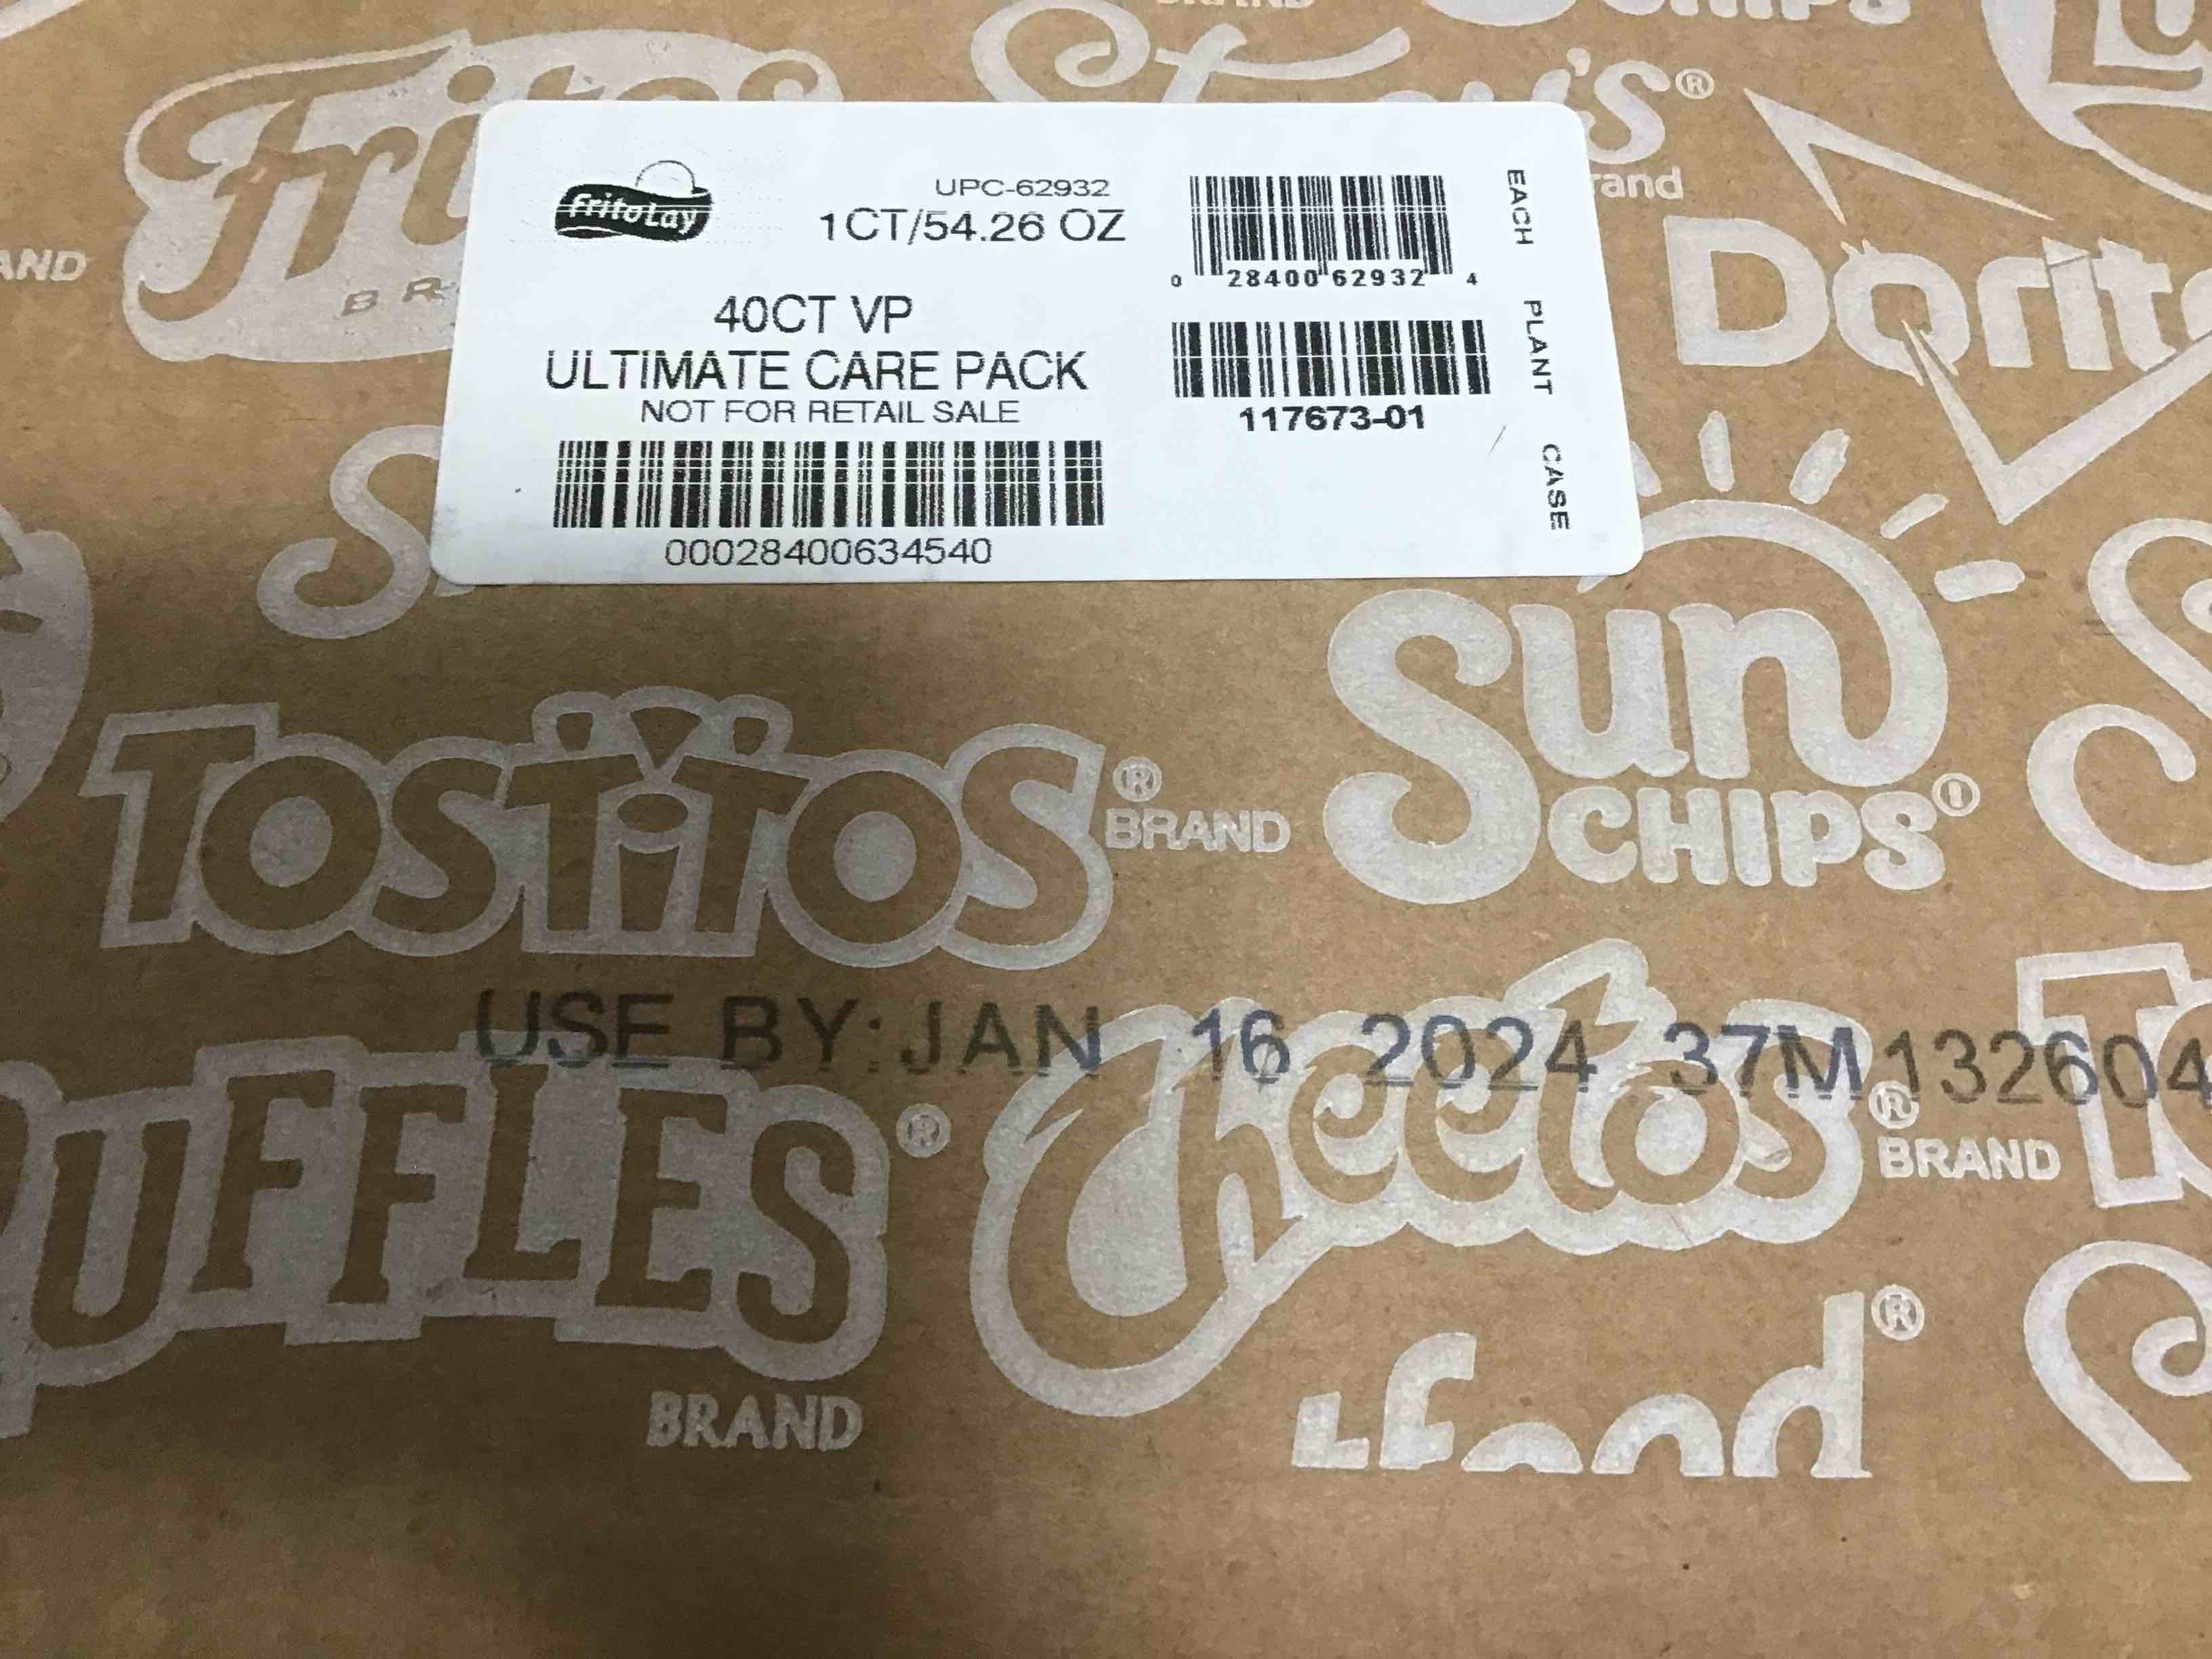 Fritos
Stacy's®
Brand
BRAND
Doritos
fritoLay
UPC-62932
1CT/54.26 OZ
40CT VP
ULTIMATE CARE PACK
NOT FOR RETAIL SALE
00028400634540
0 28400 62932 4
117673-01
EACH
PLANT
CASE
TOSTITOS®
BRAND
Sun
CHIPS®
USE BY:JAN 16 2024 37M132604
RUFFLES®
BRAND
Cheetos®
BRAND